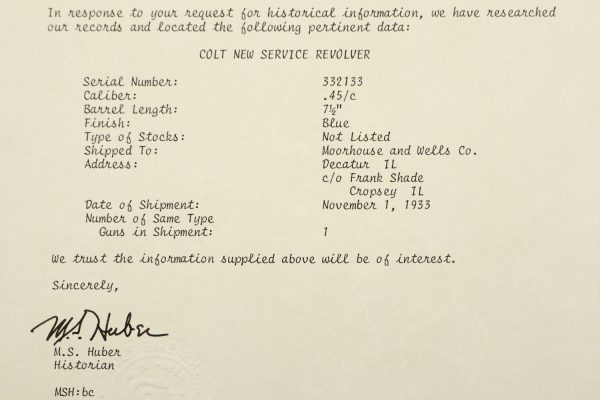 In response to your request for historical information, we have researched
our records and located the following pertinent data:
COLT NEW SERVICE REVOLVER
Serial Number: 332133
Caliber: .45/c
Barrel Length: 7½"
Finish: Blue
Type of Stocks: Not Listed
Shipped To: Moorhouse and Wells Co.
Address: Decatur IL
c/o Frank Shade
Cropsey IL
Date of Shipment: November 1, 1933
Number of Same Type
Guns in Shipment: 1
We trust the information supplied above will be of interest.
Sincerely,
M.S. Huber
M.S. Huber
Historian
MSH:bc